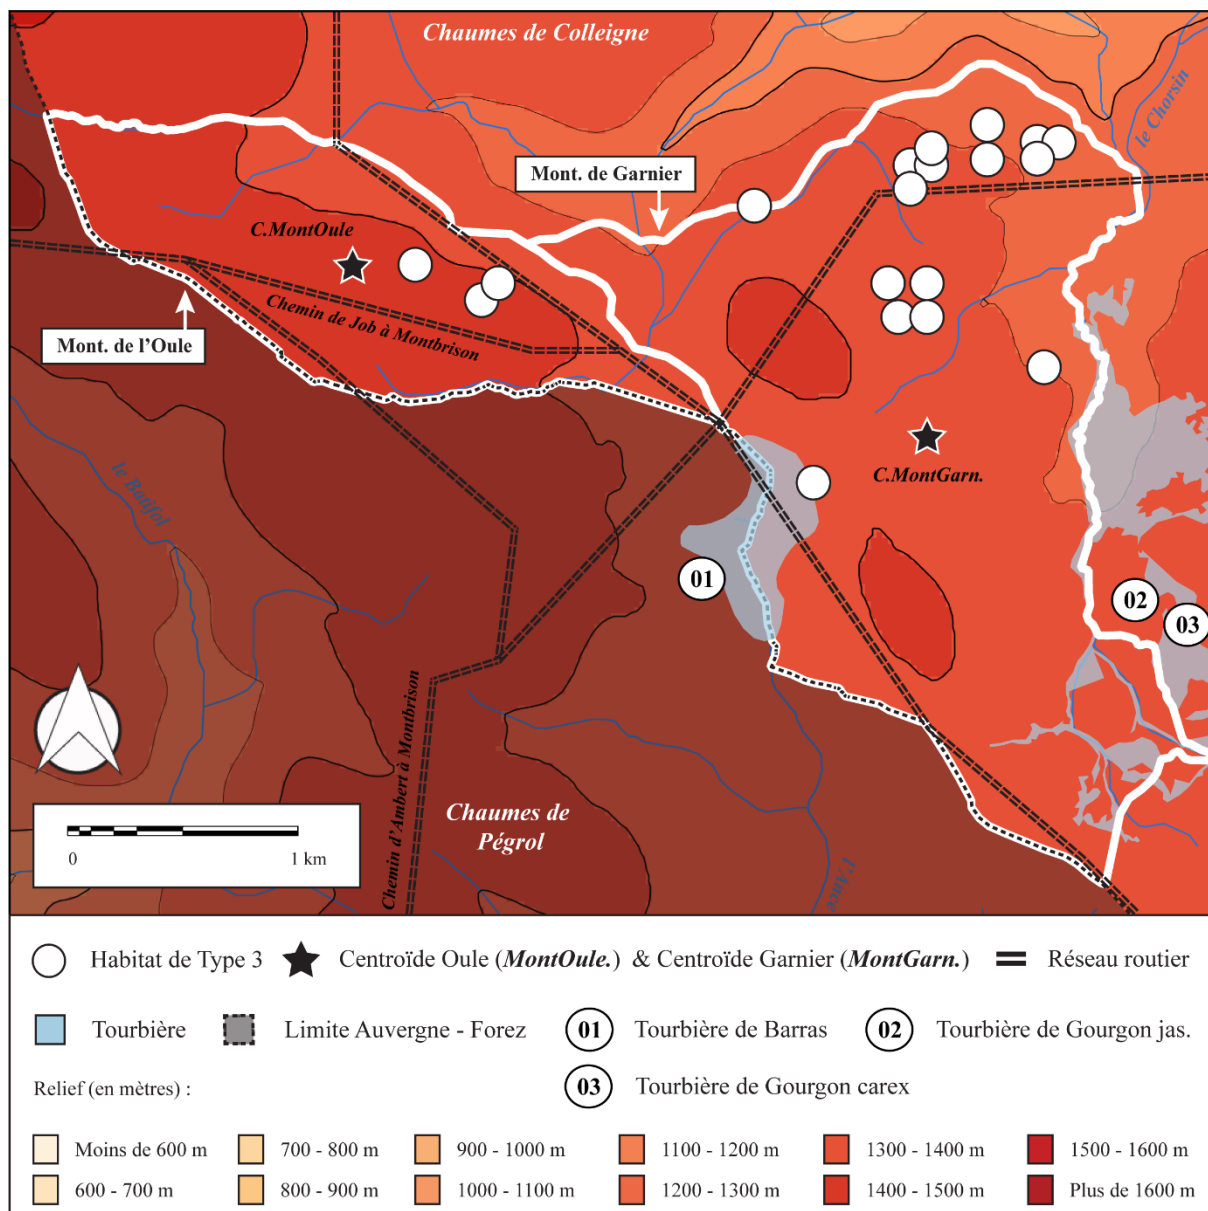 Chaumes de Colleigne
le Chorsin
Mont. de Garnier
C.MontOule
Chemin de Job à Montbrison
Mont. de l'Oule
C.MontGarn.
le Batifol
01
02
03
Chemin d'Ambert à Montbrison
Chaumes de
Pégrol
l'Ance
0 1 km
Habitat de Type 3 Centroïde Oule (MontOule.) & Centroïde Garnier (MontGarn.) Réseau routier
Tourbière Limite Auvergne - Forez 01 Tourbière de Barras 02 Tourbière de Gourgon jas.
Relief (en mètres) : 03 Tourbière de Gourgon carex
Moins de 600 m 700 - 800 m 900 - 1000 m 1100 - 1200 m 1300 - 1400 m 1500 - 1600 m
600 - 700 m 800 - 900 m 1000 - 1100 m 1200 - 1300 m 1400 - 1500 m Plus de 1600 m